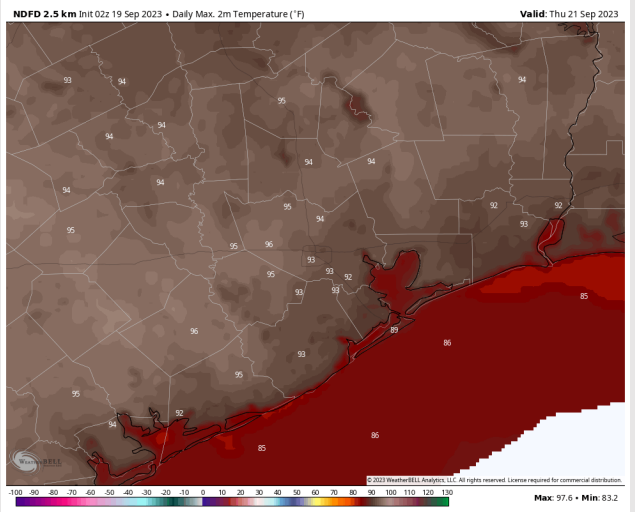 NDFD 2.5 km Init 02z 19 Sep 2023 • Daily Max. 2m Temperature (°F)
Valid: Thu 21 Sep 2023
93 94 94
95
94 94
94 94
94 94
95 92 92
94 93
95
95 96
93
95 93 92
93 93
85
89
96 86
93
95
95
92
94
86
85
WEATHERBELL
© 2023 WeatherBELL Analytics, LLC. All rights reserved. License required for commercial distribution.
-90 -80 -70 -60 -50 -40 -30 -20 -10 0 10 20 30 40 50 60 70 80 90 100 110 120 130
Max: 97.6 • Min: 83.2